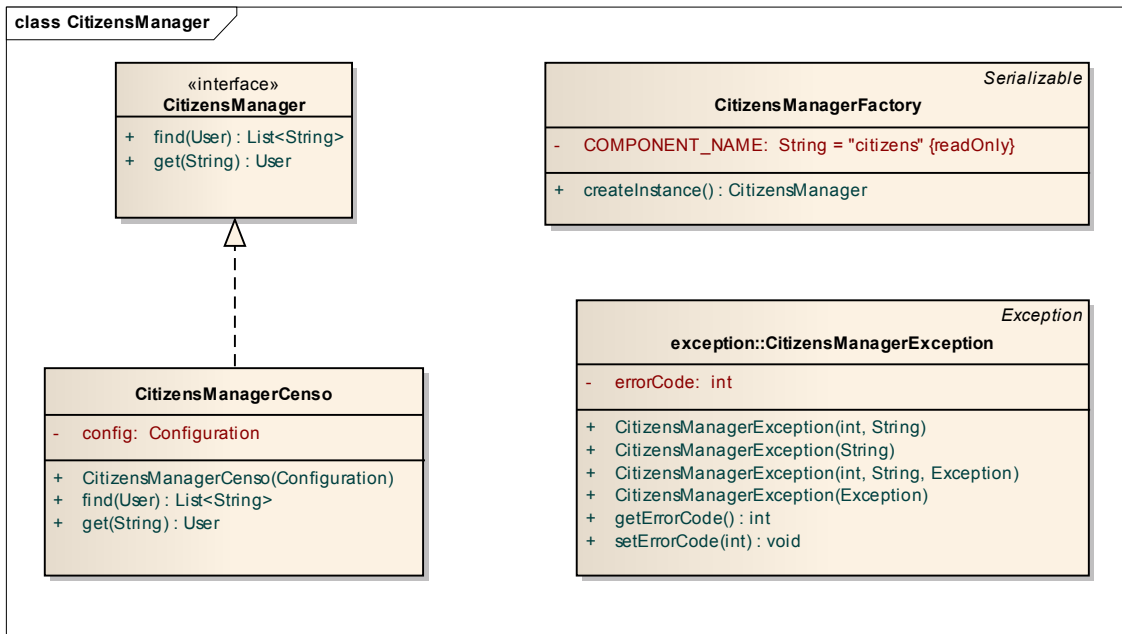 class CitizensManager
«interface»
CitizensManager
+ find(User) : List<String>
+ get(String) : User
Serializable
CitizensManagerFactory
- COMPONENT_NAME: String = "citizens" {readOnly}
+ createInstance() : CitizensManager
CitizensManagerCenso
- config: Configuration
+ CitizensManagerCenso(Configuration)
+ find(User) : List<String>
+ get(String) : User
Exception
exception::CitizensManagerException
- errorCode: int
+ CitizensManagerException(int, String)
+ CitizensManagerException(String)
+ CitizensManagerException(int, String, Exception)
+ CitizensManagerException(Exception)
+ getErrorCode() : int
+ setErrorCode(int) : void